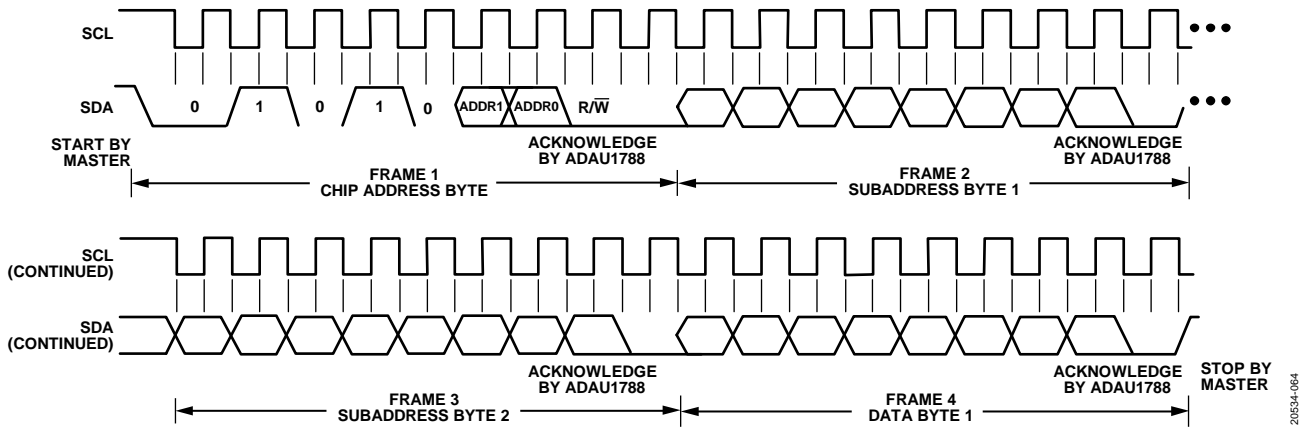 SCL
SDA
0 1 0 1 0 ADDR1 ADDR0 R/W̅
START BY
MASTER
ACKNOWLEDGE
BY ADAU1788
ACKNOWLEDGE
BY ADAU1788
FRAME 1
CHIP ADDRESS BYTE
FRAME 2
SUBADDRESS BYTE 1
SCL
(CONTINUED)
SDA
(CONTINUED)
ACKNOWLEDGE
BY ADAU1788
ACKNOWLEDGE
BY ADAU1788
STOP BY
MASTER
FRAME 3
SUBADDRESS BYTE 2
FRAME 4
DATA BYTE 1
20534-064